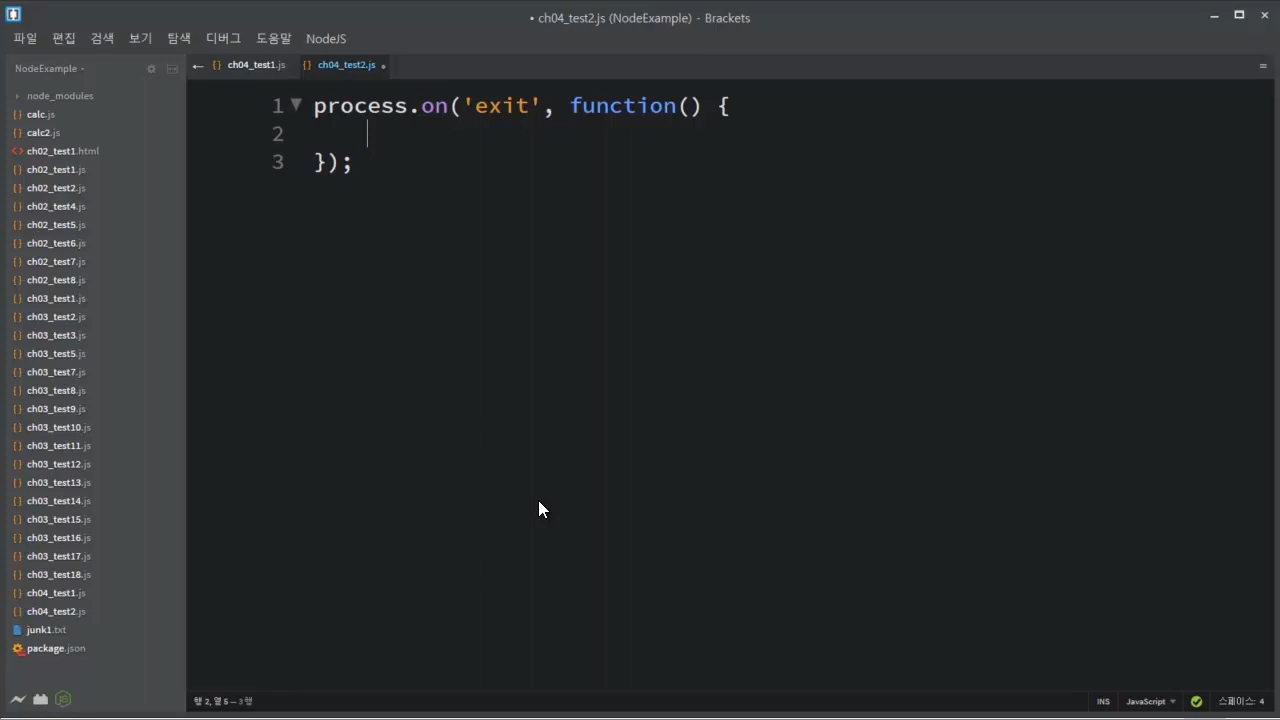 • ch04_test2.js (NodeExample) - Brackets
파일 편집 검색 보기 탐색 디버그 도움말 NodeJS
NodeExample
ch04_test1.js
ch04_test2.js
node_modules
calc.js
calc2.js
ch02_test1.html
ch02_test1.js
ch02_test2.js
ch02_test4.js
ch02_test5.js
ch02_test6.js
ch02_test7.js
ch02_test8.js
ch03_test1.js
ch03_test2.js
ch03_test3.js
ch03_test5.js
ch03_test7.js
ch03_test8.js
ch03_test9.js
ch03_test10.js
ch03_test11.js
ch03_test12.js
ch03_test13.js
ch03_test14.js
ch03_test15.js
ch03_test16.js
ch03_test17.js
ch03_test18.js
ch04_test1.js
ch04_test2.js
junk1.txt
package.json
1 process.on('exit', function() {
2
3 });
행 2, 열 5 — 3 행
INS JavaScript 스페이스: 4